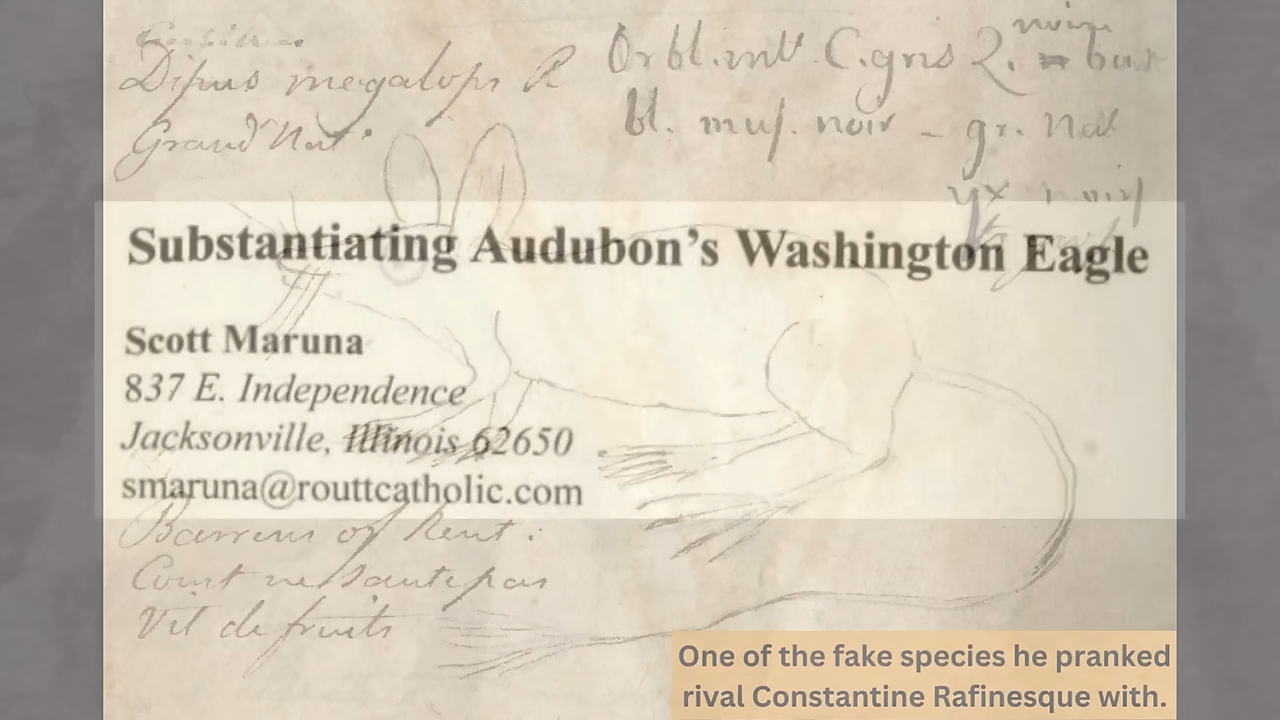 Dipus megalops R
Grand Nat.
Orbl. mll. C. gris 2. noir
bl. mus. noir - gr. Nat
Substantiating Audubon's Washington Eagle
Scott Maruna
837 E. Independence
Jacksonville, Illinois 62650
smaruna@routtcatholic.com
Barrens of Kent.
Court ne saute pas
Vit de fruits
One of the fake species he pranked
rival Constantine Rafinesque with.